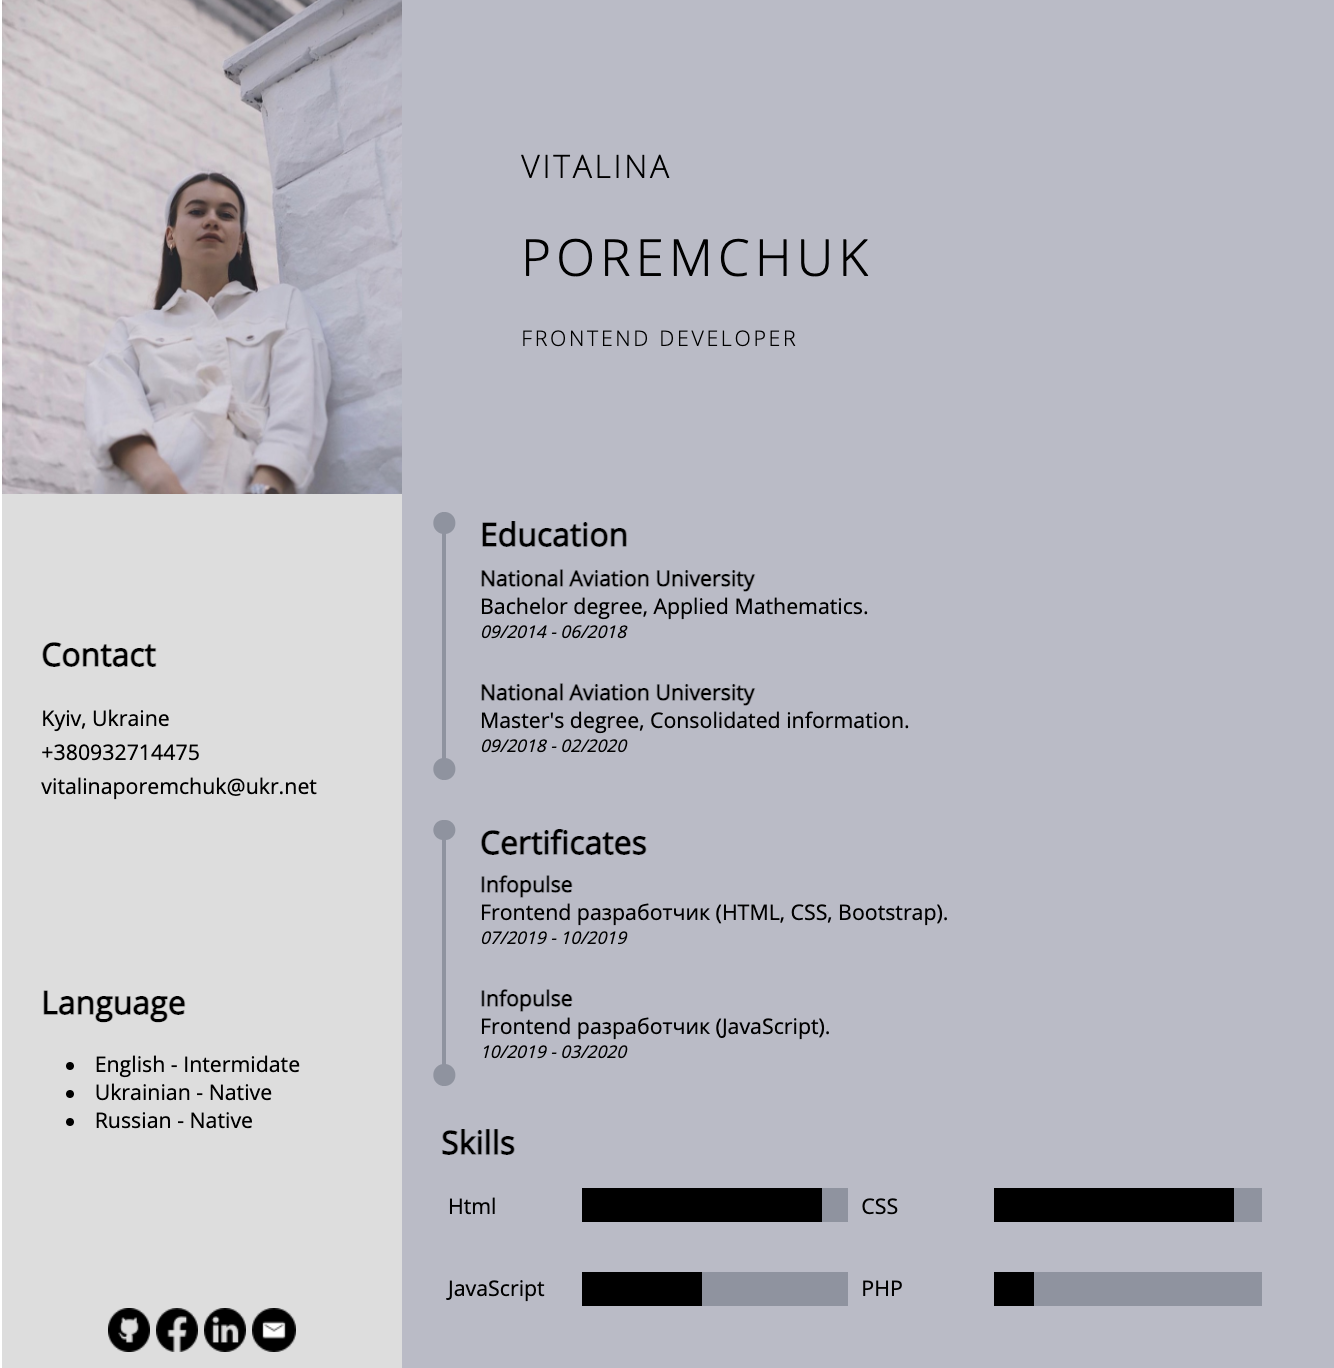 VITALINA
POREMCHUK
FRONTEND DEVELOPER
Contact
Kyiv, Ukraine
+380932714475
vitalinaporemchuk@ukr.net
Language
English - Intermidate
Ukrainian - Native
Russian - Native
in
Education
National Aviation University
Bachelor degree, Applied Mathematics.
09/2014 - 06/2018
National Aviation University
Master's degree, Consolidated information.
09/2018 - 02/2020
Certificates
Infopulse
Frontend разработчик (HTML, CSS, Bootstrap).
07/2019 - 10/2019
Infopulse
Frontend разработчик (JavaScript).
10/2019 - 03/2020
Skills
Html
CSS
JavaScript
PHP